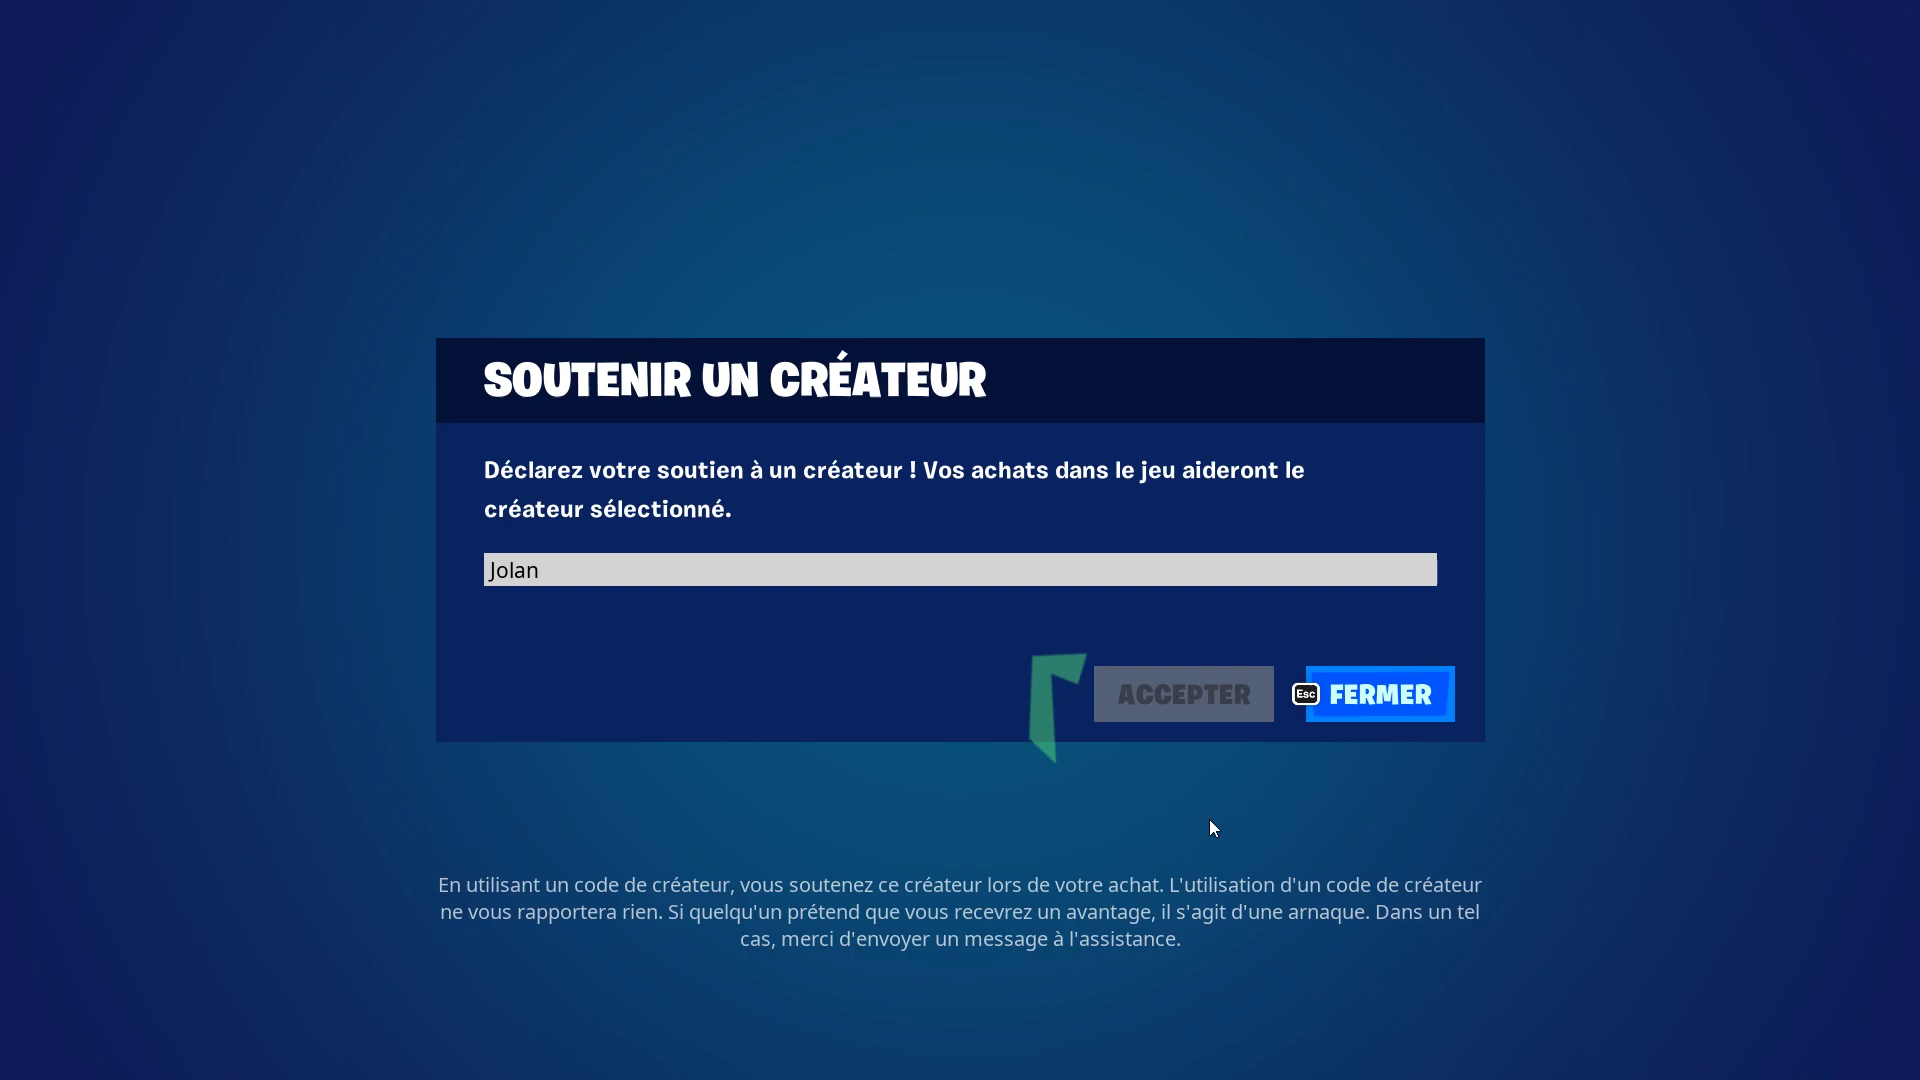 SOUTENIR UN CRÉATEUR
Déclarez votre soutien à un créateur ! Vos achats dans le jeu aideront le
créateur sélectionné.
Jolan
ACCEPTER
Esc
FERMER
En utilisant un code de créateur, vous soutenez ce créateur lors de votre achat. L'utilisation d'un code de créateur
ne vous rapportera rien. Si quelqu'un prétend que vous recevrez un avantage, il s'agit d'une arnaque. Dans un tel
cas, merci d'envoyer un message à l'assistance.